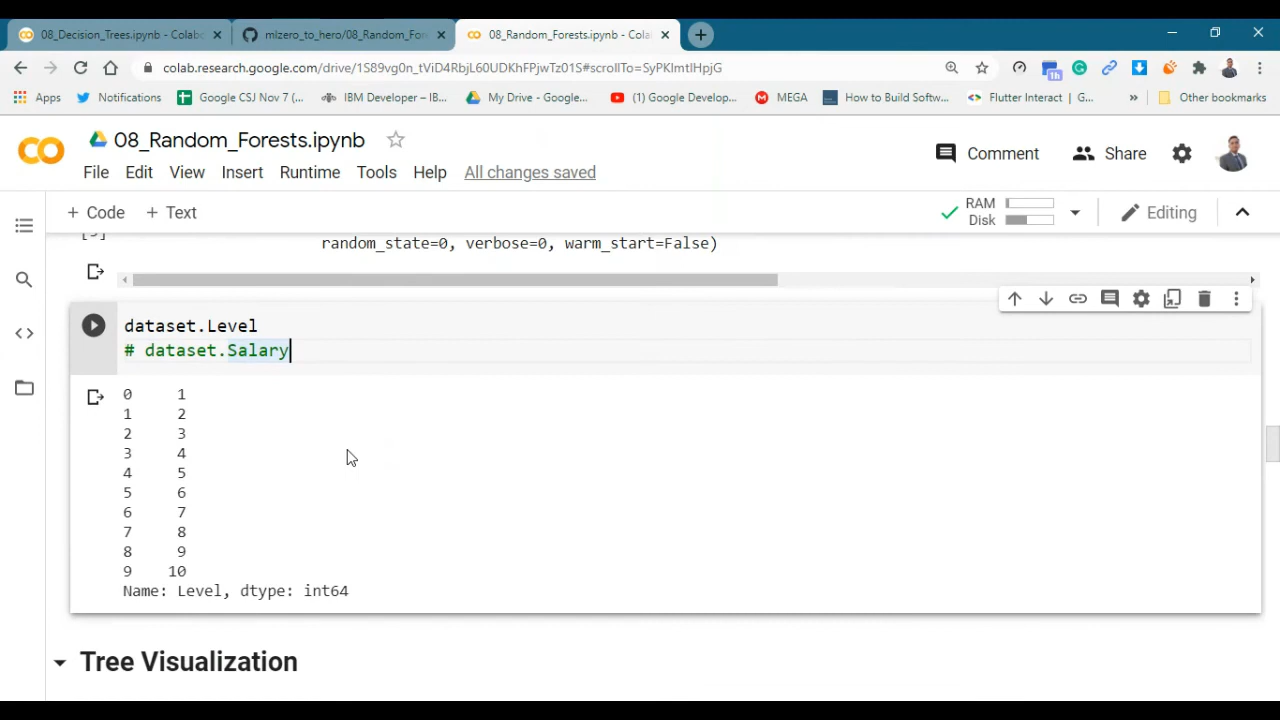 08_Decision_Trees.ipynb - Colabo
mlzero_to_hero/08_Random_For
08_Random_Forests.ipynb - Cola
colab.research.google.com/drive/1S89vg0n_tViD4RbjL60UDKhFPjwTz01S#scrollTo=SyPKlmtIHpjG
1h
Apps
Notifications
Google CSJ Nov 7 (...
IBM Developer – IB...
My Drive - Google...
(1) Google Develop...
MEGA
How to Build Softw...
Flutter Interact | G...
»
Other bookmarks
CO
08_Random_Forests.ipynb
File Edit View Insert Runtime Tools Help All changes saved
Comment
Share
+ Code + Text
RAM
Disk
Editing
random_state=0, verbose=0, warm_start=False)
dataset.Level
# dataset.Salary
0 1
1 2
2 3
3 4
4 5
5 6
6 7
7 8
8 9
9 10
Name: Level, dtype: int64
Tree Visualization